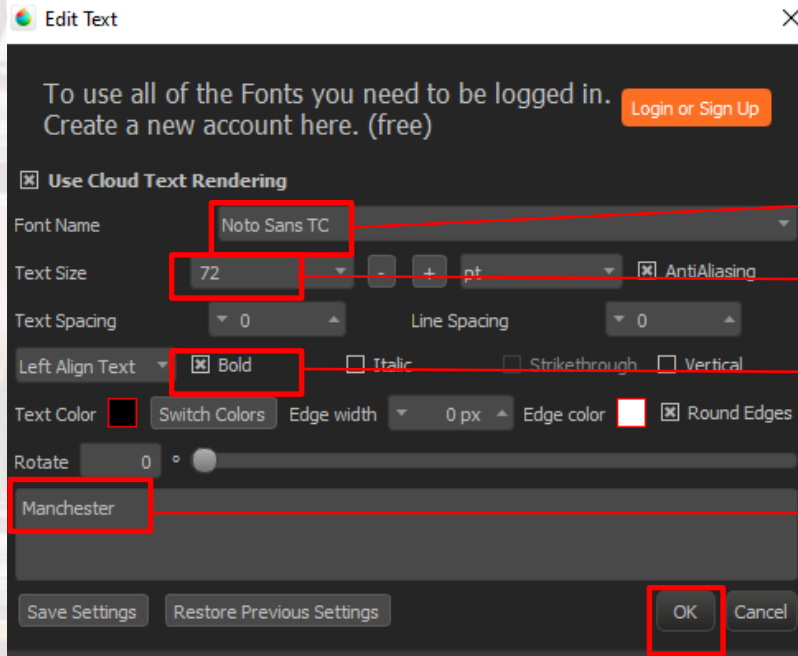 Edit Text
To use all of the Fonts you need to be logged in.
Create a new account here. (free)
Login or Sign Up
Use Cloud Text Rendering
Font Name Noto Sans TC
Text Size 72 - + pt AntiAliasing
Text Spacing 0 Line Spacing 0
Left Align Text Bold Italic Strikethrough Vertical
Text Color Switch Colors Edge width 0 px Edge color Round Edges
Rotate 0 °
Manchester
Save Settings Restore Previous Settings OK Cancel